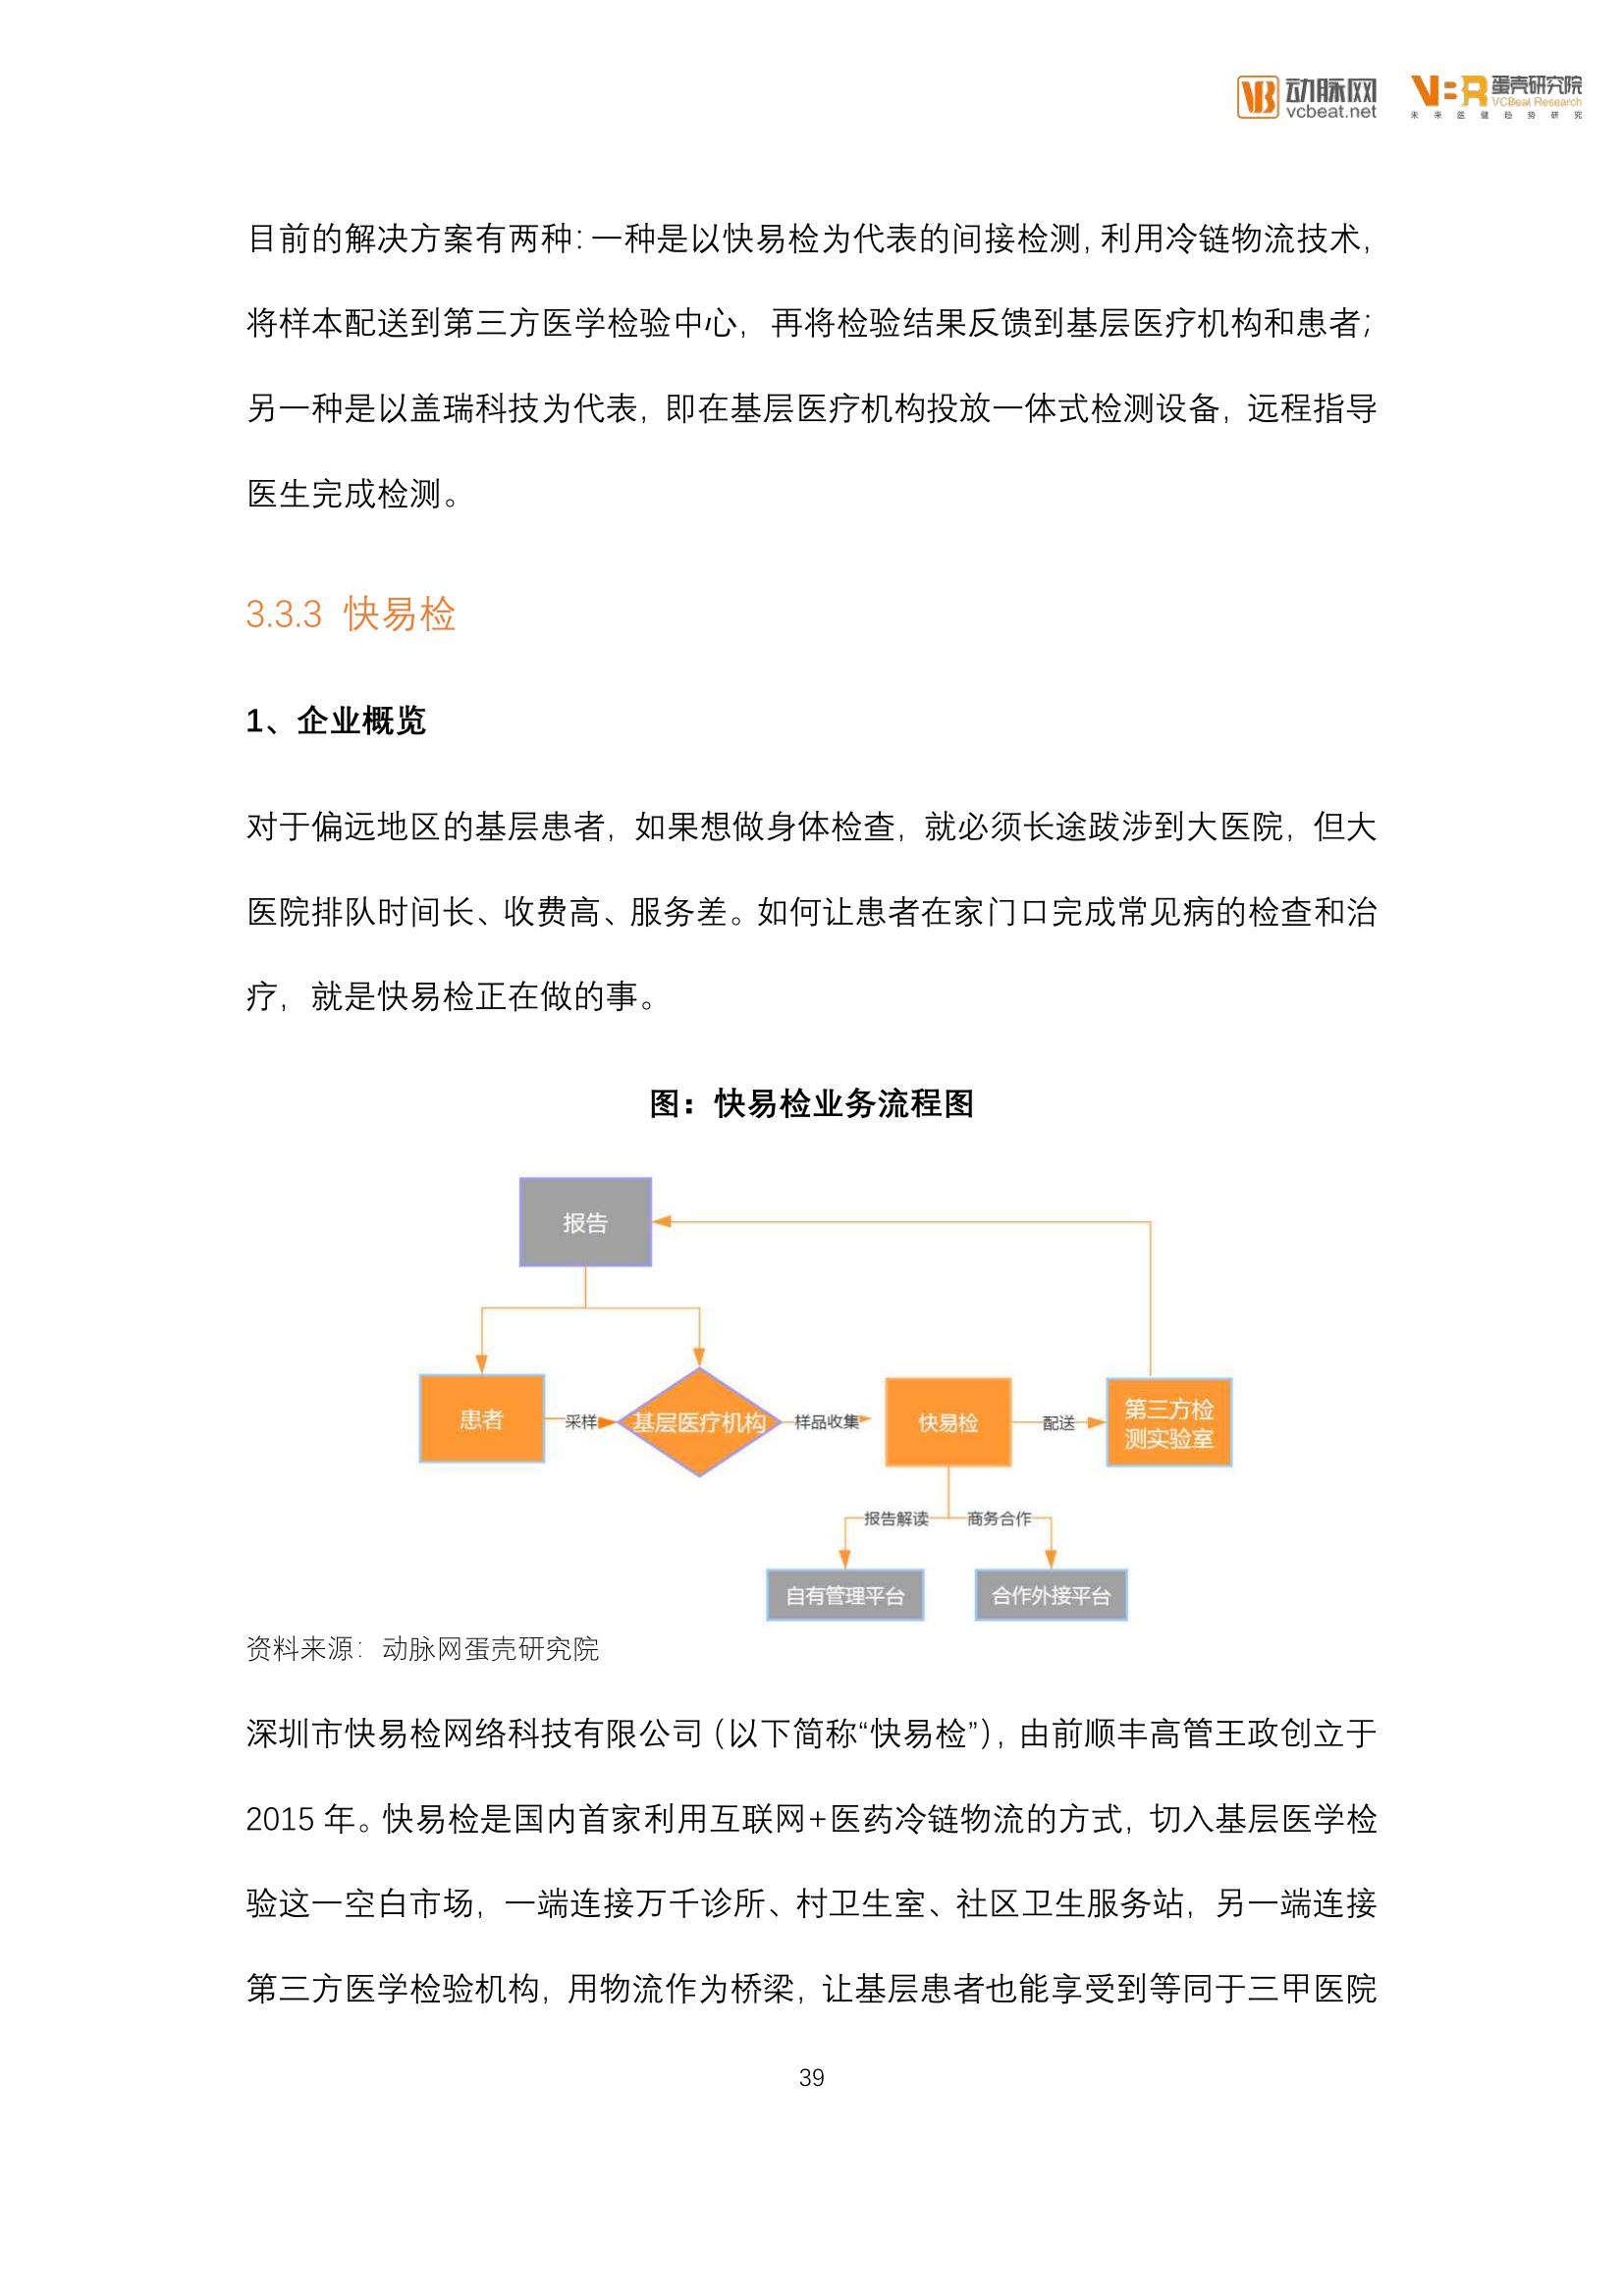 动脉网
vcbeat.net
VBR 蛋壳研究院
VCBeat Research
未来医健趋势研究
目前的解决方案有两种：一种是以快易检为代表的间接检测，利用冷链物流技术，
将样本配送到第三方医学检验中心，再将检验结果反馈到基层医疗机构和患者；
另一种是以盖瑞科技为代表，即在基层医疗机构投放一体式检测设备，远程指导
医生完成检测。
3.3.3 快易检
1、企业概览
对于偏远地区的基层患者，如果想做身体检查，就必须长途跋涉到大医院，但大
医院排队时间长、收费高、服务差。如何让患者在家门口完成常见病的检查和治
疗，就是快易检正在做的事。
图：快易检业务流程图
报告
患者
采样
基层医疗机构
样品收集
快易检
配送
第三方检
测实验室
报告解读
商务合作
自有管理平台
合作外接平台
资料来源：动脉网蛋壳研究院
深圳市快易检网络科技有限公司（以下简称“快易检”），由前顺丰高管王政创立于
2015 年。快易检是国内首家利用互联网+医药冷链物流的方式，切入基层医学检
验这一空白市场，一端连接万千诊所、村卫生室、社区卫生服务站，另一端连接
第三方医学检验机构，用物流作为桥梁，让基层患者也能享受到等同于三甲医院
39